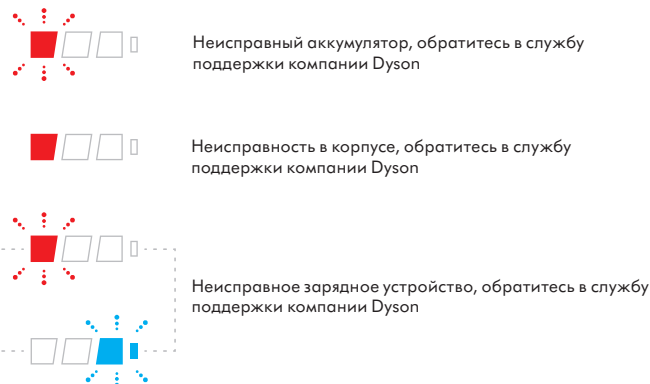 Неисправный аккумулятор, обратитесь в службу
поддержки компании Dyson
Неисправность в корпусе, обратитесь в службу
поддержки компании Dyson
Неисправное зарядное устройство, обратитесь в службу
поддержки компании Dyson